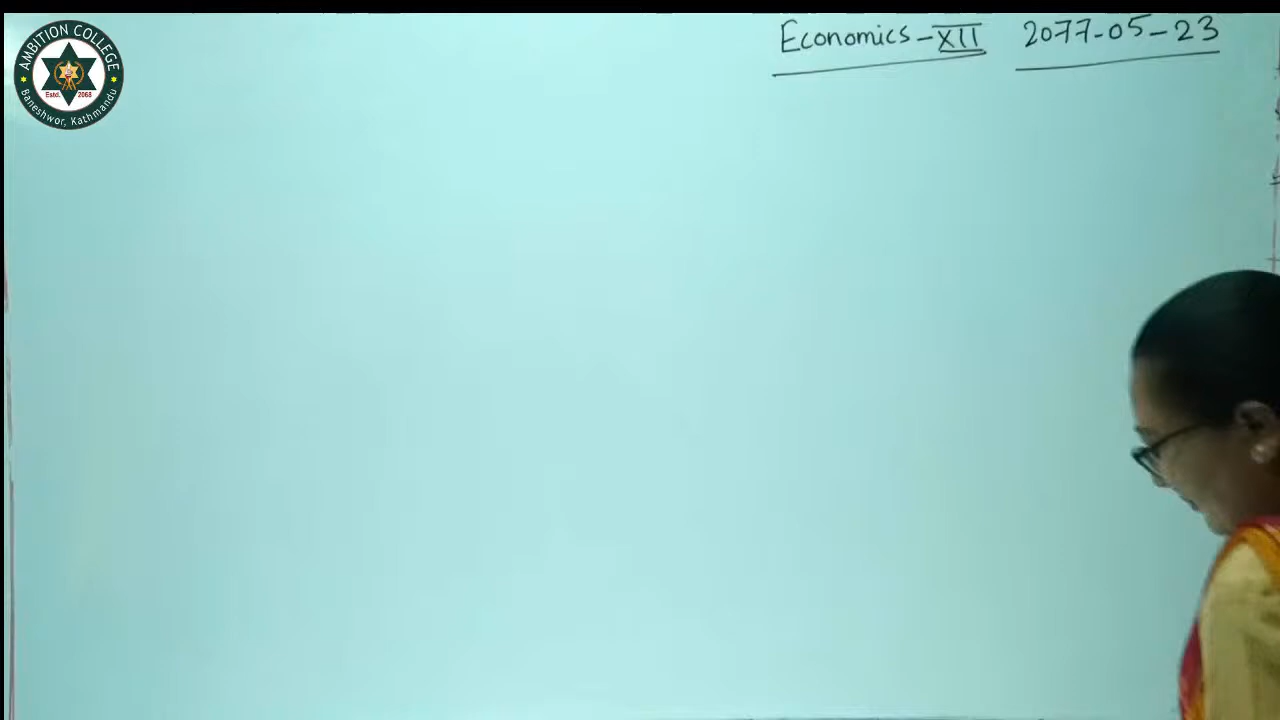 AMBITION COLLEGE
Estd. 2068
Baneshwor, Kathmandu
Economics-XII 2077-05-23